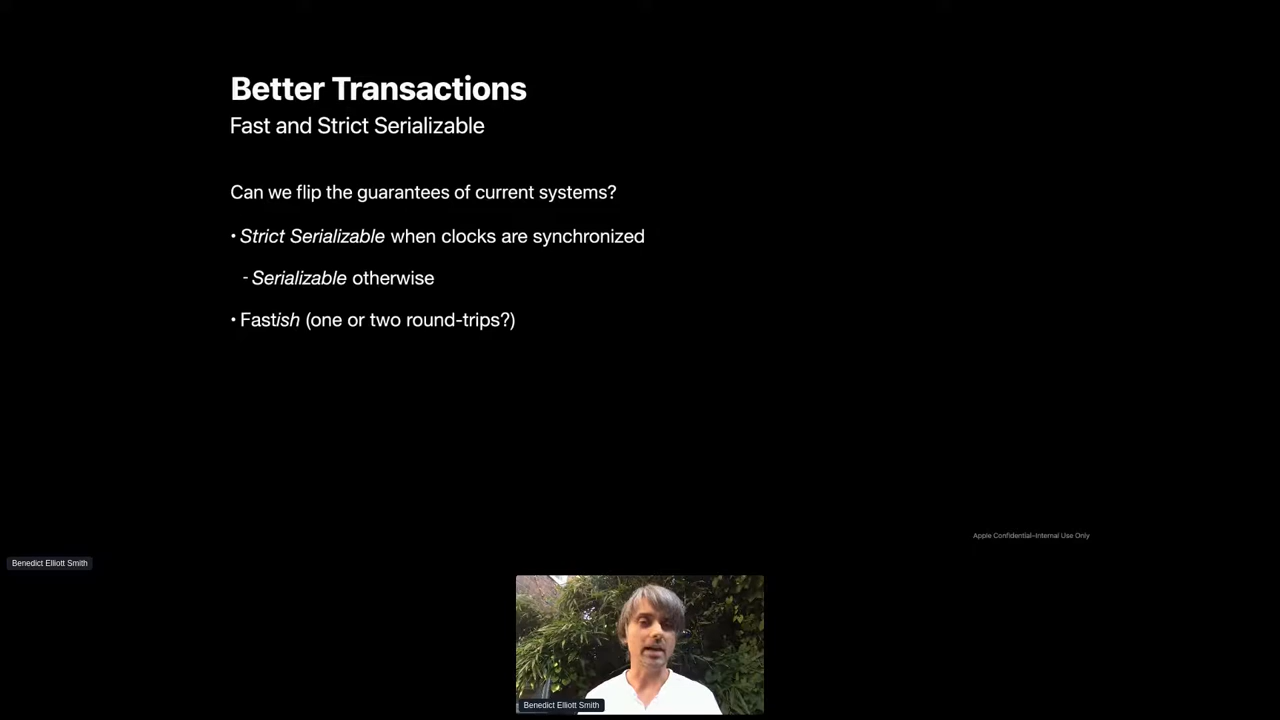 Better Transactions
Fast and Strict Serializable
Can we flip the guarantees of current systems?
• Strict Serializable when clocks are synchronized
- Serializable otherwise
• Fastish (one or two round-trips?)
Apple Confidential–Internal Use Only
Benedict Elliott Smith
Benedict Elliott Smith